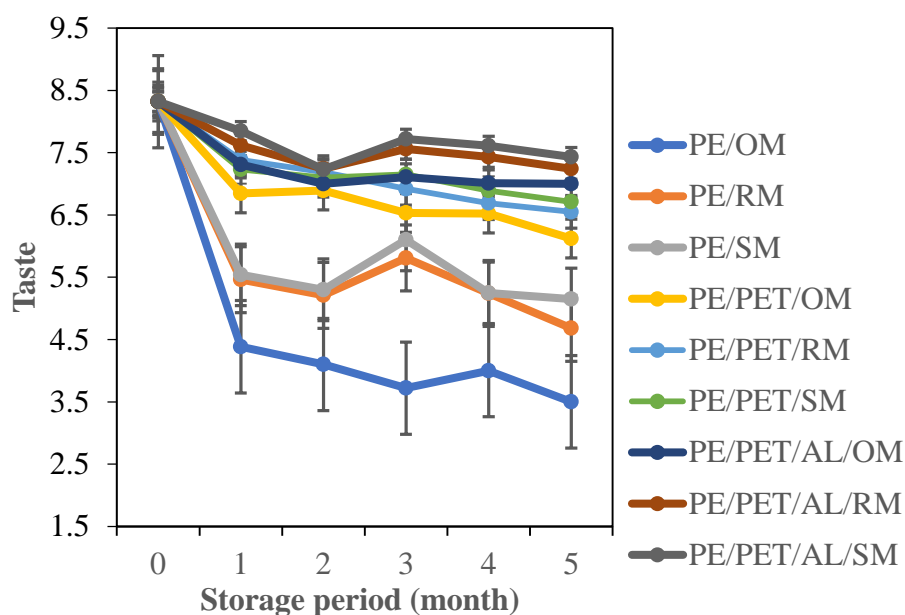 9.5
8.5
7.5
6.5
5.5
4.5
3.5
2.5
1.5
Taste
0 1 2 3 4 5
Storage period (month)
PE/OM
PE/RM
PE/SM
PE/PET/OM
PE/PET/RM
PE/PET/SM
PE/PET/AL/OM
PE/PET/AL/RM
PE/PET/AL/SM